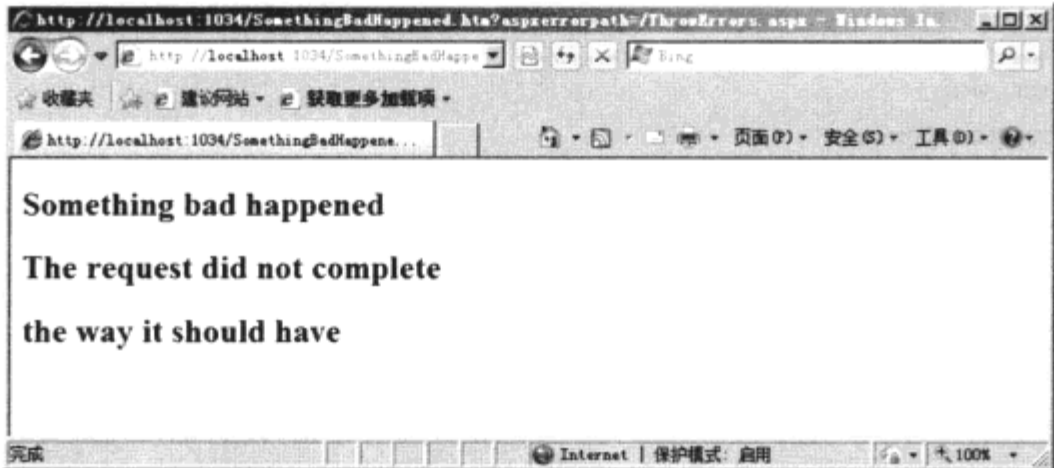 http://localhost:1034/SomethingBadHappened.htm?aspxerrorpath=/ThrowErrors.aspx - Windows In
http //localhost 1034/SomethingBadHappe Bing
收藏夹 建议网站 获取更多加载项
http://localhost:1034/SomethingBadHappene... 页面(P) 安全(S) 工具(O)
Something bad happened
The request did not complete
the way it should have
完成 Internet | 保护模式: 启用 100%